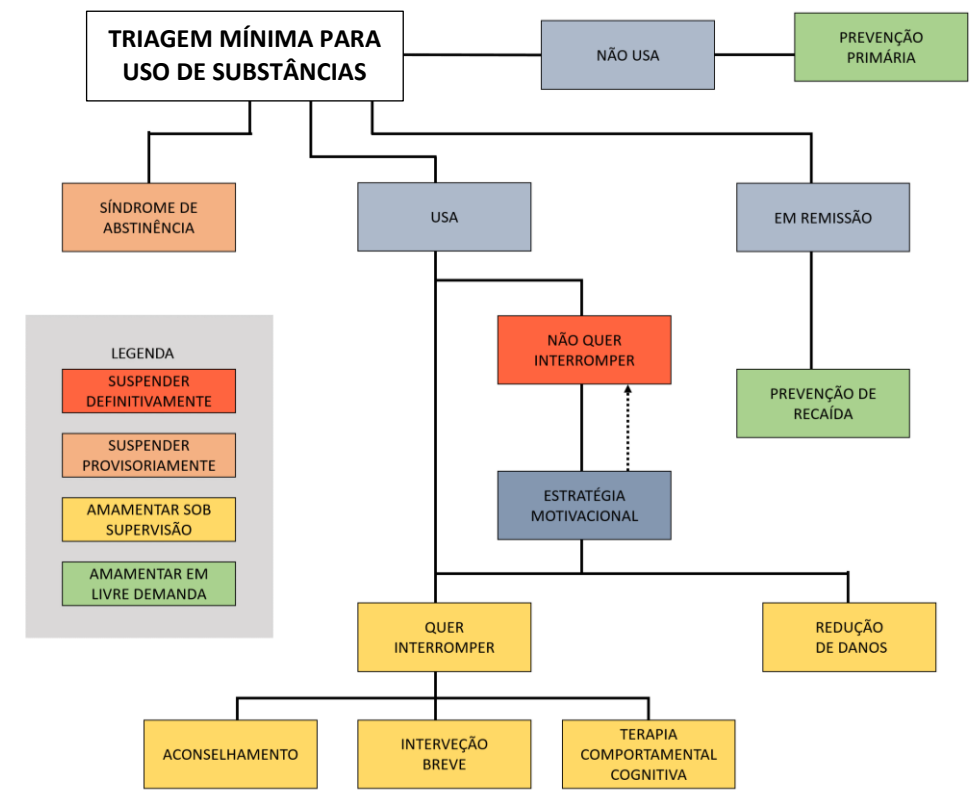 TRIAGEM MÍNIMA PARA
USO DE SUBSTÂNCIAS
NÃO USA
PREVENÇÃO
PRIMÁRIA
SÍNDROME DE
ABSTINÊNCIA
USA
EM REMISSÃO
NÃO QUER
INTERROMPER
PREVENÇÃO DE
RECAÍDA
LEGENDA
SUSPENDER
DEFINITIVAMENTE
SUSPENDER
PROVISORIAMENTE
AMAMENTAR SOB
SUPERVISÃO
AMAMENTAR EM
LIVRE DEMANDA
ESTRATÉGIA
MOTIVACIONAL
QUER
INTERROMPER
REDUÇÃO
DE DANOS
ACONSELHAMENTO
INTERVEÇÃO
BREVE
TERAPIA
COMPORTAMENTAL
COGNITIVA